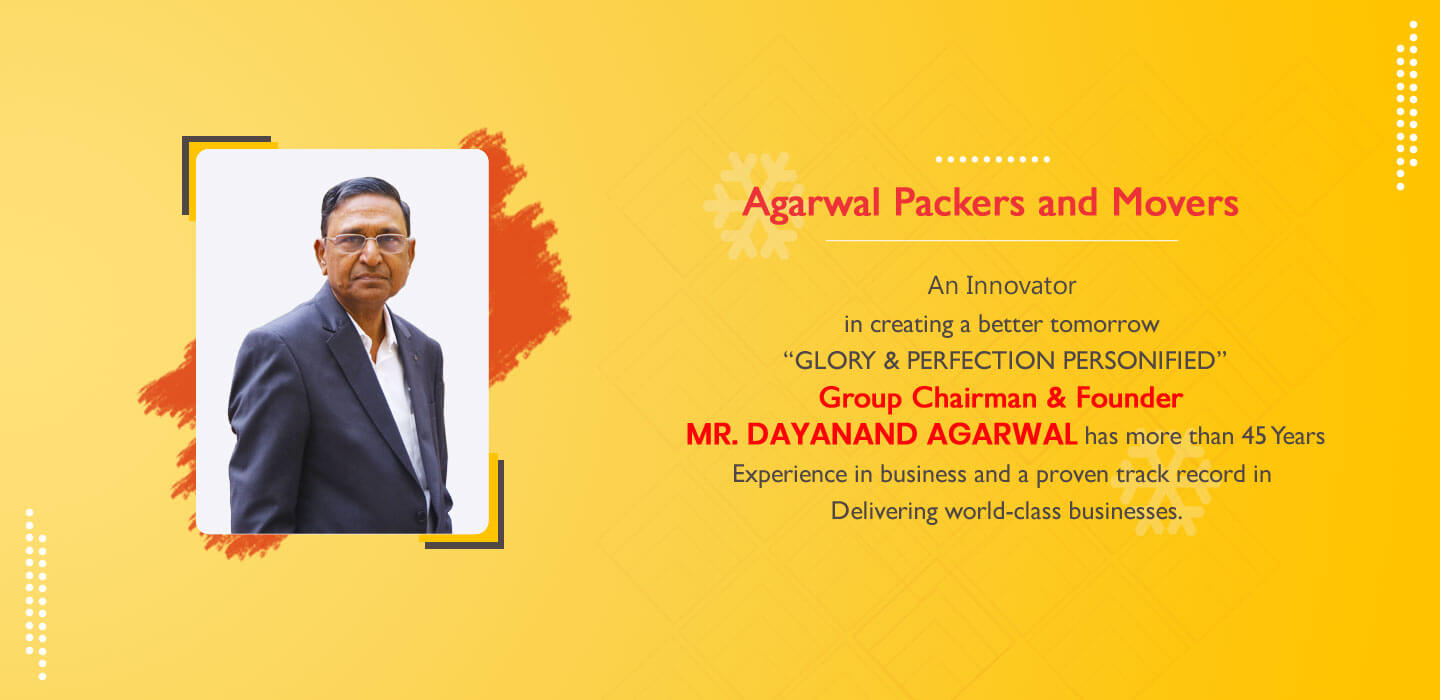 Agarwal Packers and Movers
An Innovator
in creating a better tomorrow
“GLORY & PERFECTION PERSONIFIED”
Group Chairman & Founder
MR. DAYANAND AGARWAL has more than 45 Years
Experience in business and a proven track record in
Delivering world-class businesses.